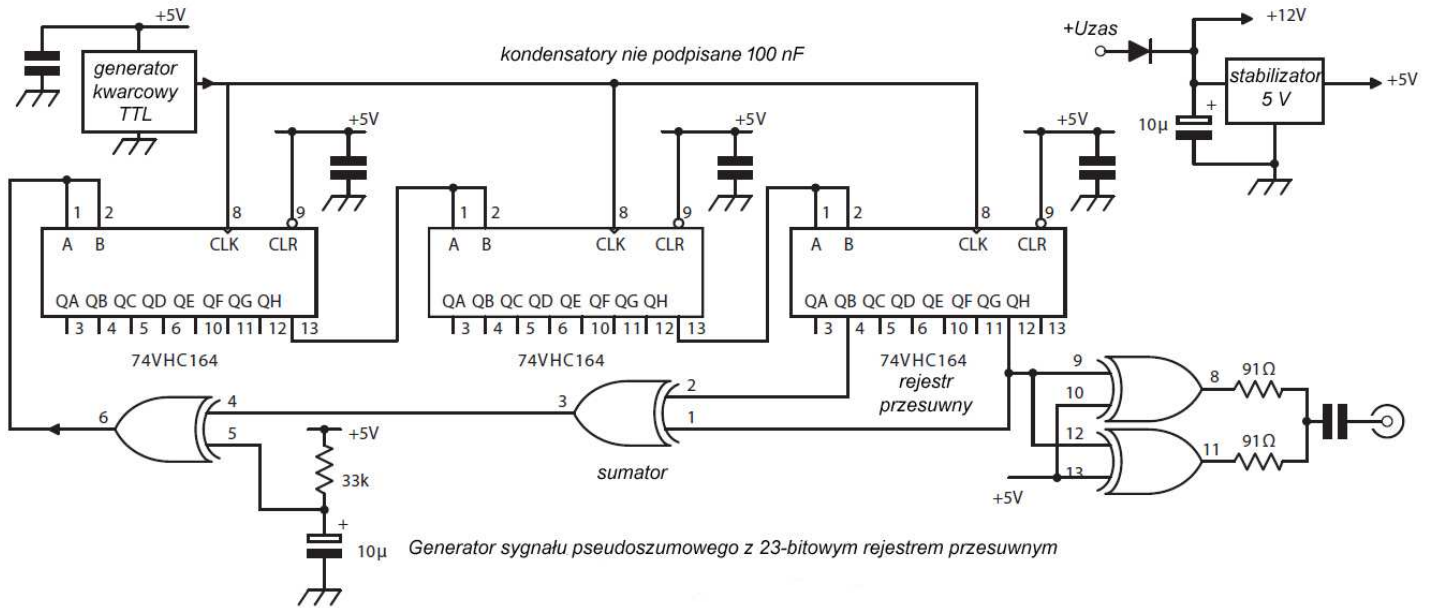 +5V
generator
kwarcowy
TTL
kondensatory nie podpisane 100 nF
+Uzas
+12V
stabilizator
5 V
+5V
10µ
+
+5V
+5V
+5V
1 2 8 9
A B CLK CLR
QA QB QC QD QE QF QG QH
3 4 5 6 10 11 12 13
74VHC164
1 2 8 9
A B CLK CLR
QA QB QC QD QE QF QG QH
3 4 5 6 10 11 12 13
74VHC164
1 2 8 9
A B CLK CLR
QA QB QC QD QE QF QG QH
3 4 5 6 10 11 12 13
74VHC164
rejestr
przesuwny
6
4
5
+5V
33k
+
10µ
3
2
1
sumator
9
10
8
91Ω
12
13
11
91Ω
+5V
Generator sygnału pseudoszumowego z 23-bitowym rejestrem przesuwnym